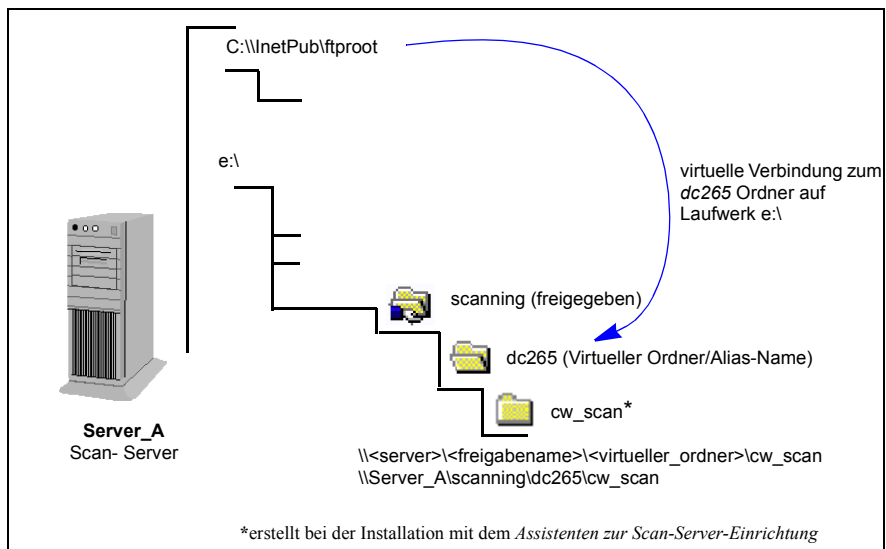 C:\\InetPub\ftproot
e:\
virtuelle Verbindung zum
dc265 Ordner auf
Laufwerk e:\
scanning (freigegeben)
dc265 (Virtueller Ordner/Alias-Name)
cw_scan*
Server_A
Scan- Server
\\<server>\<freigabename>\<virtueller_ordner>\cw_scan
\\Server_A\scanning\dc265\cw_scan
*erstellt bei der Installation mit dem Assistenten zur Scan-Server-Einrichtung